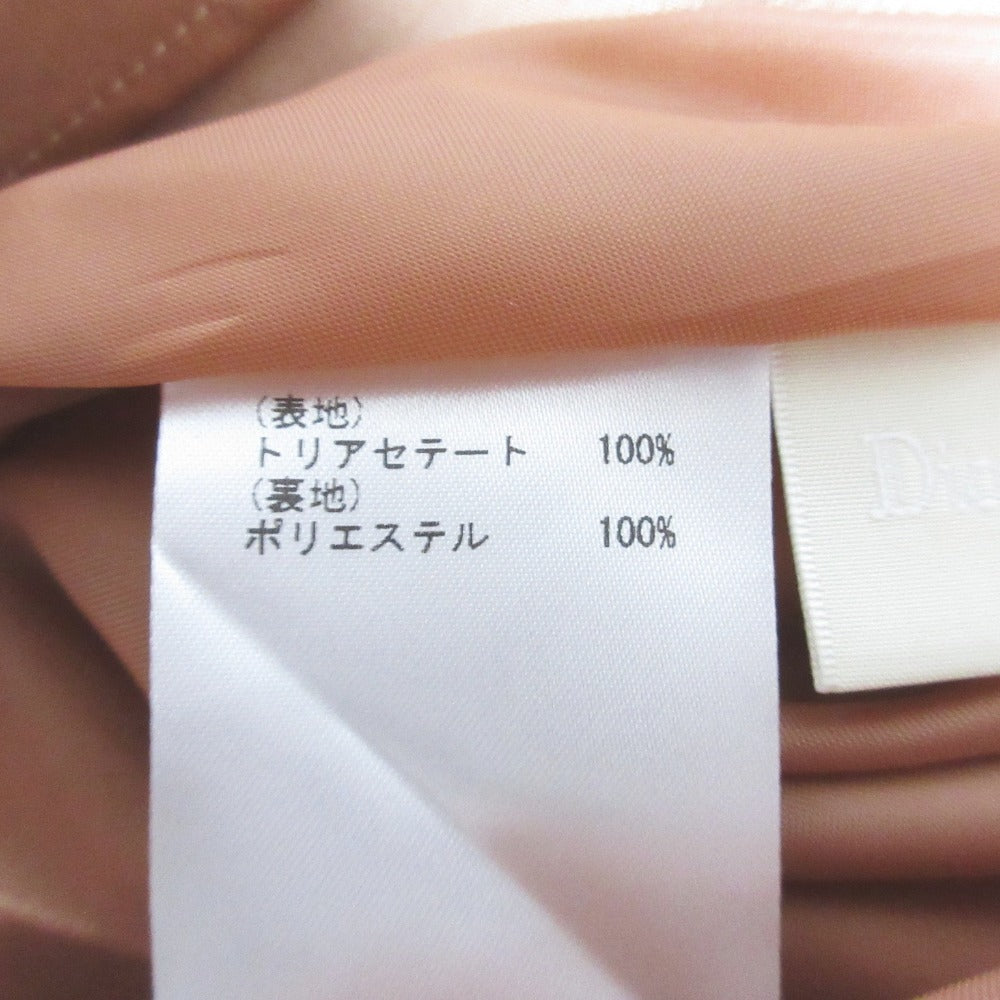 (表地)
トリアセテート 100%
(裏地)
ポリエステル 100%